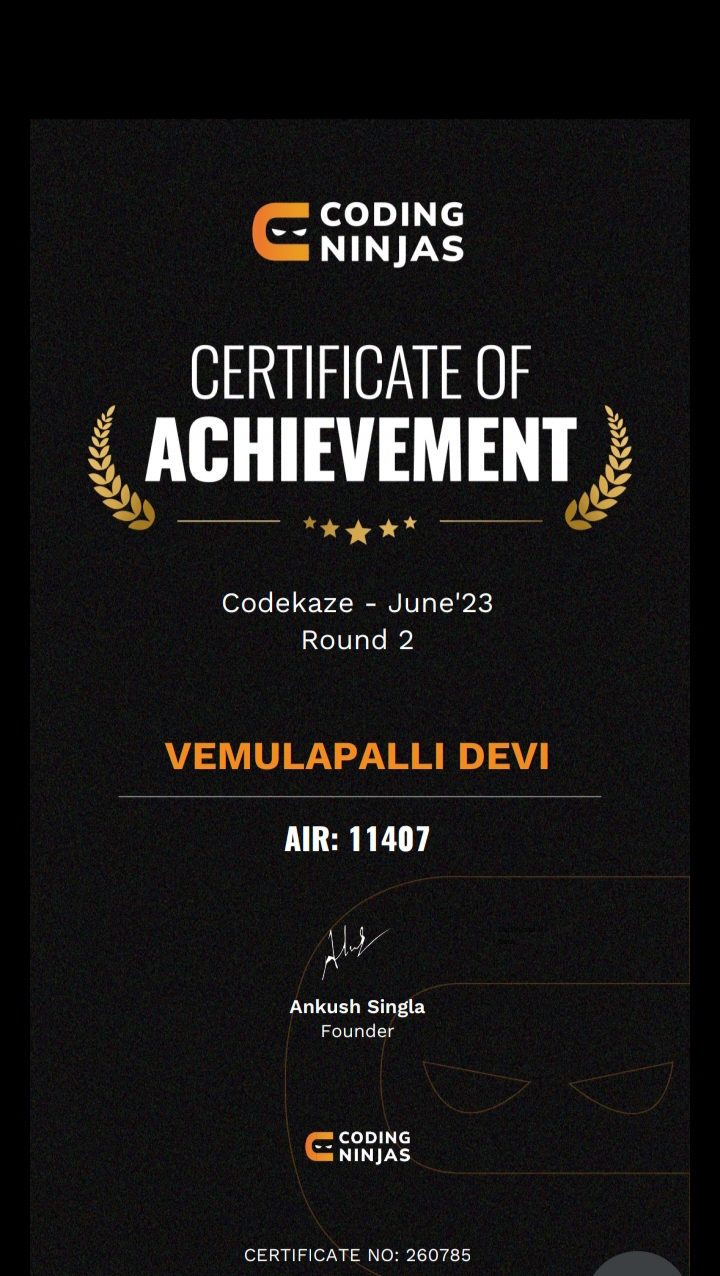 CODING
NINJAS
CERTIFICATE OF
ACHIEVEMENT
Codekaze - June'23
Round 2
VEMULAPALLI DEVI
AIR: 11407
Ankush Singla
Founder
CODING
NINJAS
CERTIFICATE NO: 260785